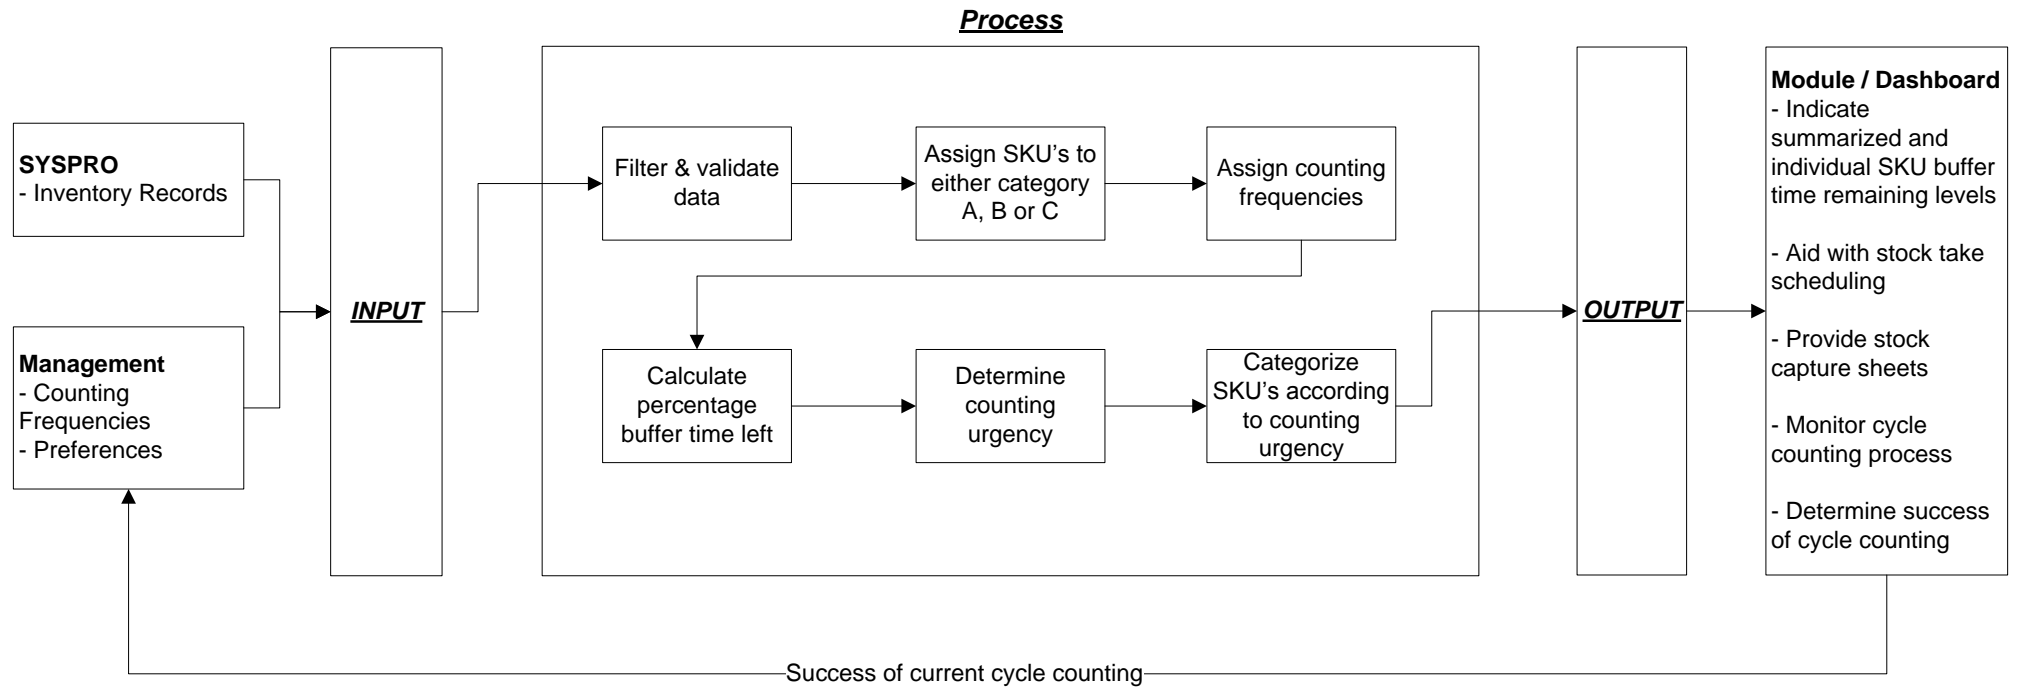 Process
SYSPRO
- Inventory Records
Management
- Counting
Frequencies
- Preferences
INPUT
Filter & validate
data
Assign SKU’s to
either category
A, B or C
Assign counting
frequencies
Calculate
percentage
buffer time left
Determine
counting
urgency
Categorize
SKU’s according
to counting
urgency
OUTPUT
Module / Dashboard
- Indicate
summarized and
individual SKU buffer
time remaining levels
- Aid with stock take
scheduling
- Provide stock
capture sheets
- Monitor cycle
counting process
- Determine success
of cycle counting
Success of current cycle counting